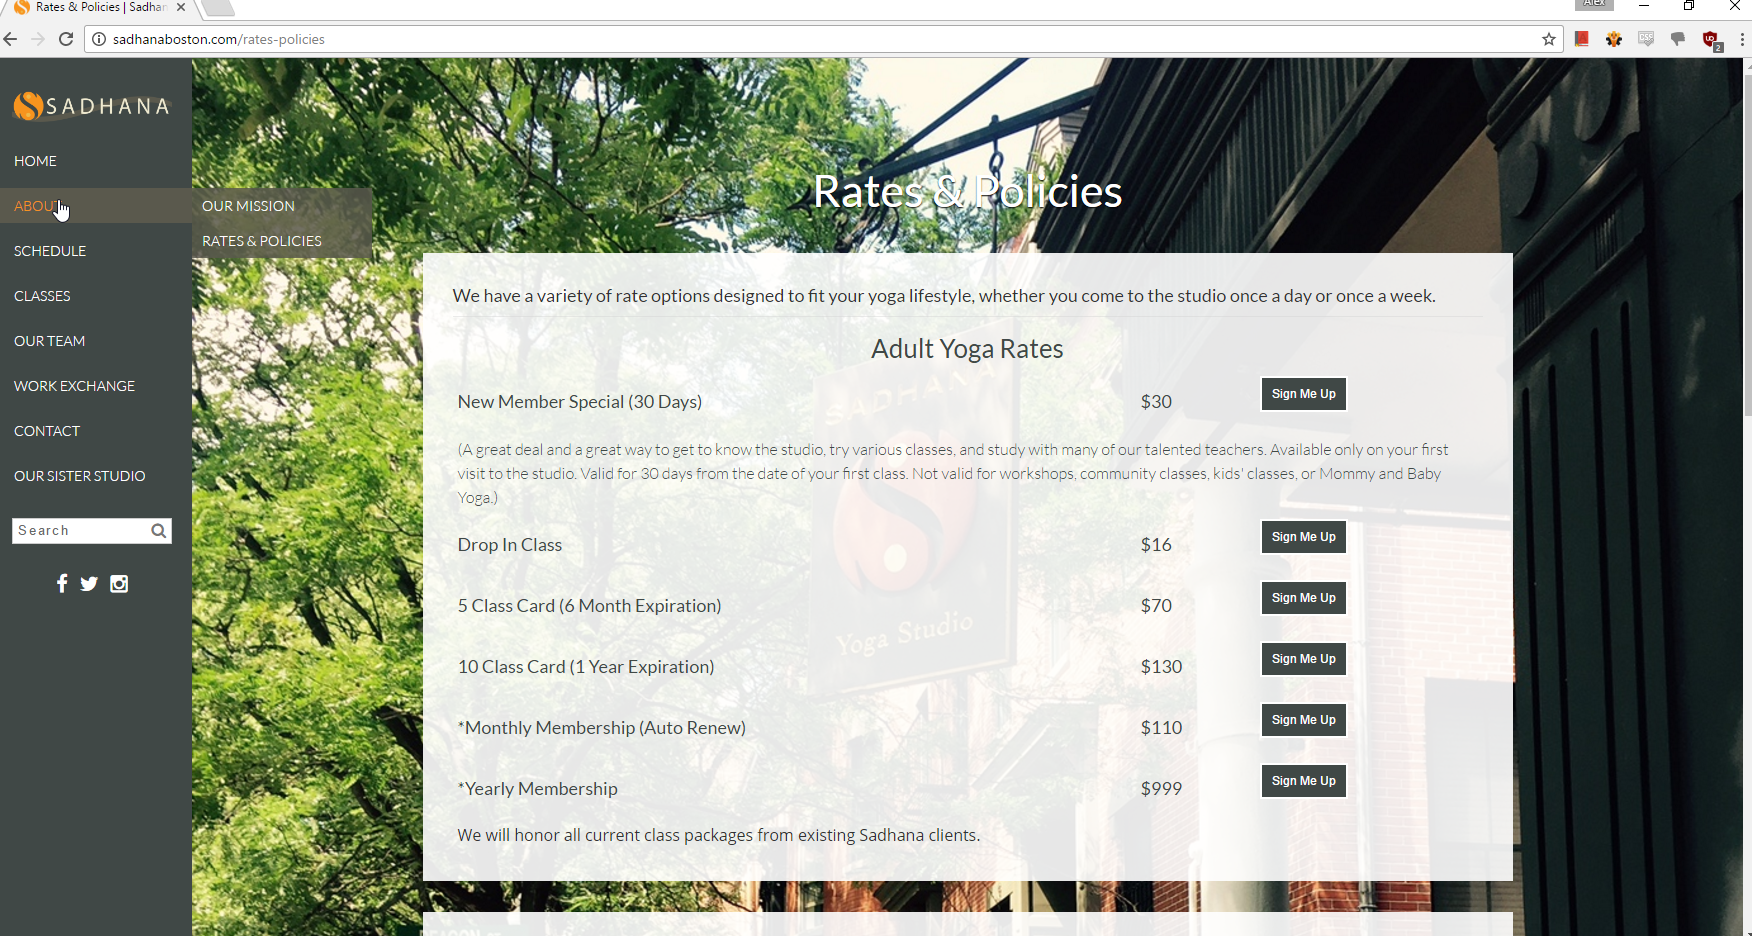 Rates & Policies | Sadhan
Alex
sadhanaboston.com/rates-policies
CSS
UD
2
SADHANA
HOME
ABOUT
SCHEDULE
CLASSES
OUR TEAM
WORK EXCHANGE
CONTACT
OUR SISTER STUDIO
Search
OUR MISSION
RATES & POLICIES
Rates & Policies
We have a variety of rate options designed to fit your yoga lifestyle, whether you come to the studio once a day or once a week.
Adult Yoga Rates
New Member Special (30 Days) $30 Sign Me Up
(A great deal and a great way to get to know the studio, try various classes, and study with many of our talented teachers. Available only on your first
visit to the studio. Valid for 30 days from the date of your first class. Not valid for workshops, community classes, kids' classes, or Mommy and Baby
Yoga.)
Drop In Class $16 Sign Me Up
5 Class Card (6 Month Expiration) $70 Sign Me Up
10 Class Card (1 Year Expiration) $130 Sign Me Up
*Monthly Membership (Auto Renew) $110 Sign Me Up
*Yearly Membership $999 Sign Me Up
We will honor all current class packages from existing Sadhana clients.
SADHANA
Yoga Studio